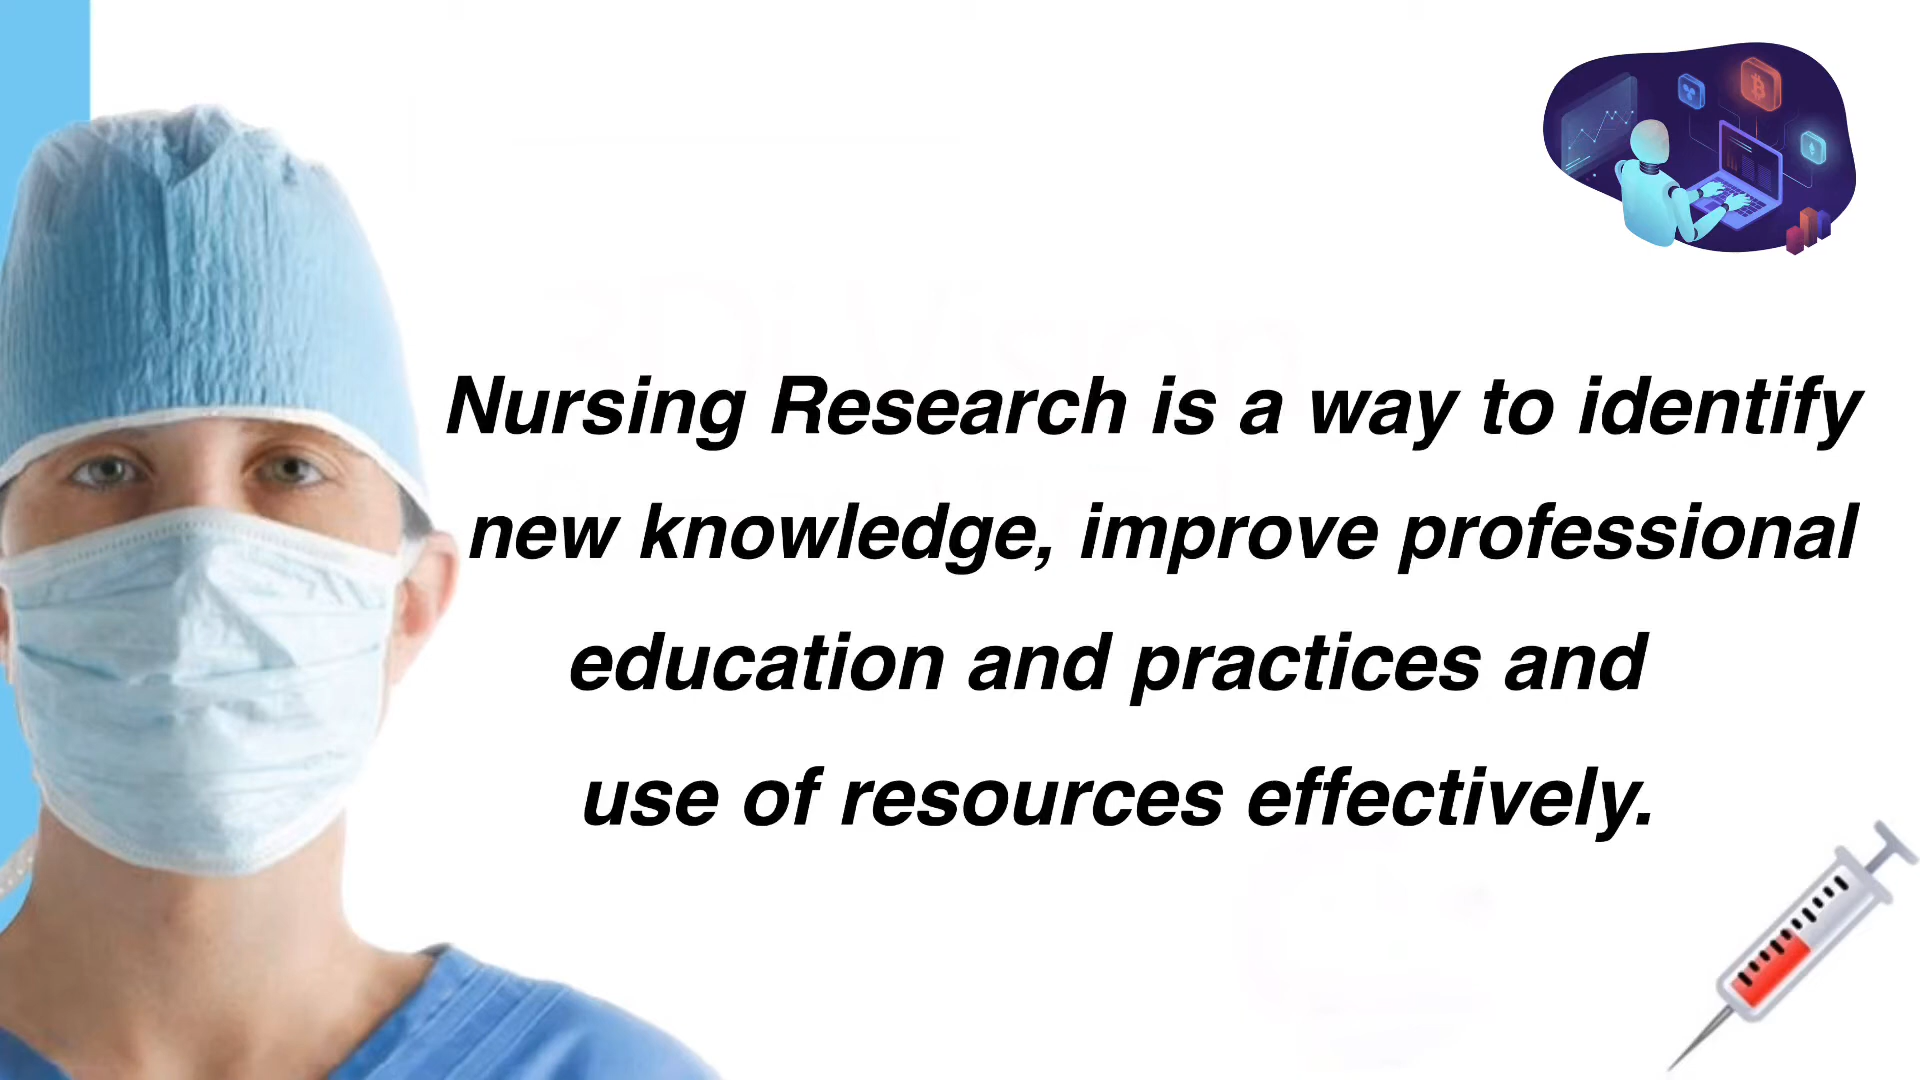 Nursing Research is a way to identify
new knowledge, improve professional
education and practices and
use of resources effectively.